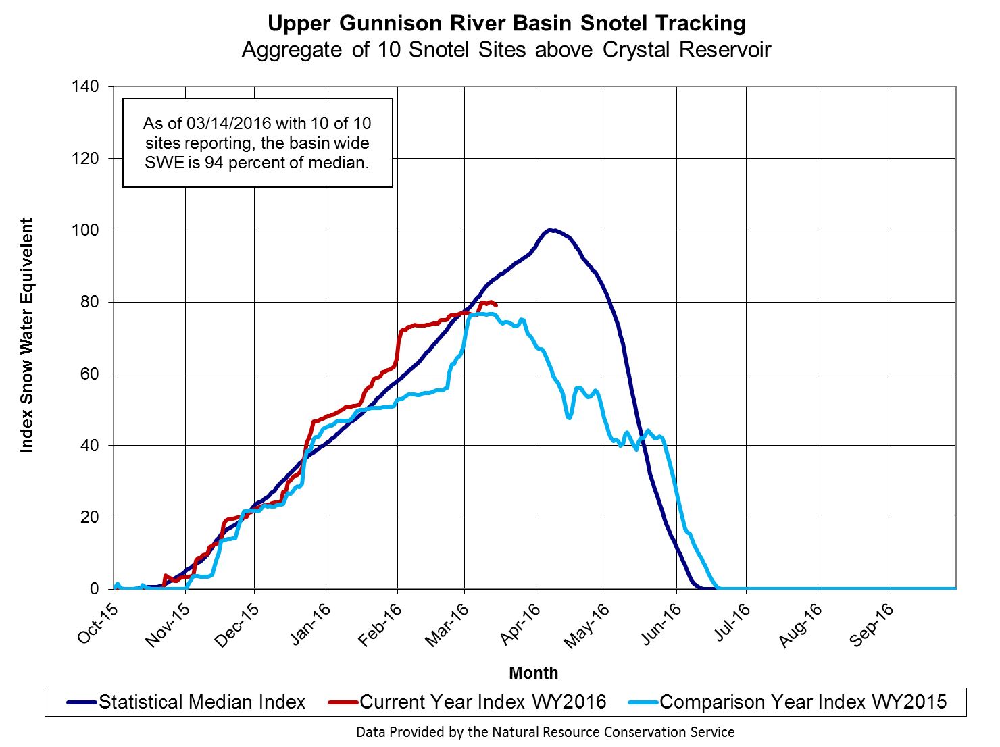 Upper Gunnison River Basin Snotel Tracking
Aggregate of 10 Snotel Sites above Crystal Reservoir
140
120
100
80
60
40
20
0
As of 03/14/2016 with 10 of 10
sites reporting, the basin wide
SWE is 94 percent of median.
Index Snow Water Equivelent
Oct-15
Nov-15
Dec-15
Jan-16
Feb-16
Mar-16
Apr-16
May-16
Jun-16
Jul-16
Aug-16
Sep-16
Month
Statistical Median Index
Current Year Index WY2016
Comparison Year Index WY2015
Data Provided by the Natural Resource Conservation Service